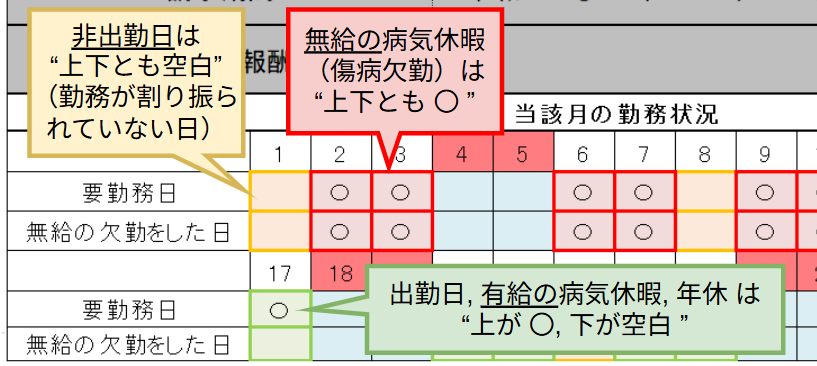 非出勤日は
“上下とも空白”
(勤務が割り振ら
れていない日)
無給の病気休暇
(傷病欠勤)は
“上下とも 〇 ”
報酬
当該月の勤務状況
1 2 3 4 5 6 7 8 9
要勤務日 〇 〇 〇 〇 〇
無給の欠勤をした日 〇 〇 〇 〇 〇
17 18
要勤務日 〇
無給の欠勤をした日
出勤日, 有給の病気休暇, 年休 は
“上が 〇, 下が空白 ”